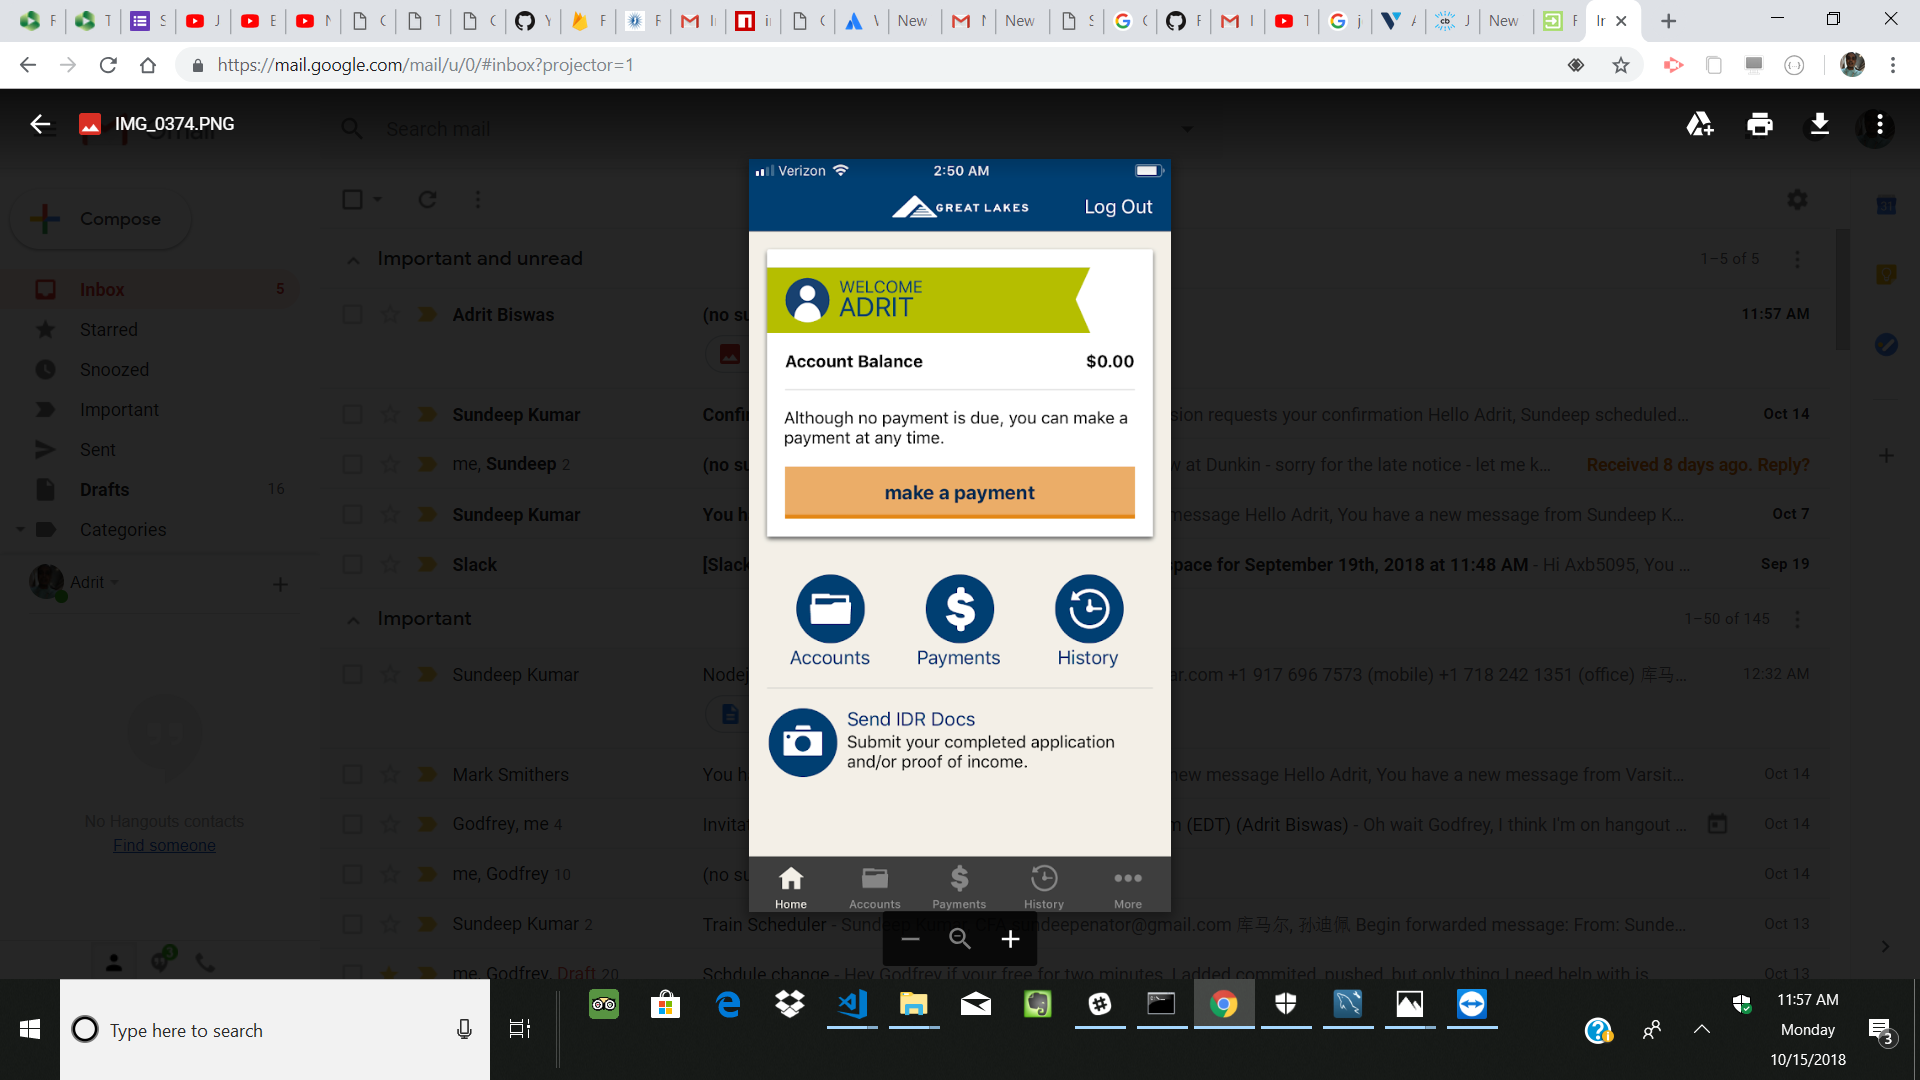 F T S J E N C T C Y F F I i C V New N New S C F I T j A J New F In
https://mail.google.com/mail/u/0/#inbox?projector=1
IMG_0374.PNG
Search mail
Verizon 2:50 AM
GREAT LAKES Log Out
Compose
Important and unread 1–5 of 5
WELCOME
ADRIT
Inbox 5
Adrit Biswas (no su 11:57 AM
Starred
Account Balance $0.00
Snoozed
Important
Sundeep Kumar Confir sion requests your confirmation Hello Adrit, Sundeep scheduled... Oct 14
Although no payment is due, you can make a
payment at any time.
Sent
me, Sundeep 2 (no su w at Dunkin - sorry for the late notice - let me k... Received 8 days ago. Reply?
Drafts 16
make a payment
Sundeep Kumar You h message Hello Adrit, You have a new message from Sundeep K... Oct 7
Categories
Slack [Slack pace for September 19th, 2018 at 11:48 AM - Hi Axb5095, You ... Sep 19
Adrit
Important 1–50 of 145
Accounts Payments History
Sundeep Kumar Nodej ar.com +1 917 696 7573 (mobile) +1 718 242 1351 (office) 库马... 12:32 AM
Send IDR Docs
Submit your completed application
and/or proof of income.
Mark Smithers You h new message Hello Adrit, You have a new message from Varsit... Oct 14
No Hangouts contacts
Find someone
Godfrey, me 4 Invitat m (EDT) (Adrit Biswas) - Oh wait Godfrey, I think I'm on hangout ... Oct 14
me, Godfrey 10 (no su Oct 14
Home Accounts Payments History More
Sundeep Kumar 2 Train Scheduler - Sundeep Kumar, CFA sundeepenator@gmail.com 库马尔, 孙迪佩 Begin forwarded message: From: Sunde... Oct 13
3
me, Godfrey, Draft 20 Schdule change - Hey Godfrey if your free for two minutes, I added commited, pushed, but only thing I need help with is Oct 13
Type here to search
11:57 AM
Monday
10/15/2018
3